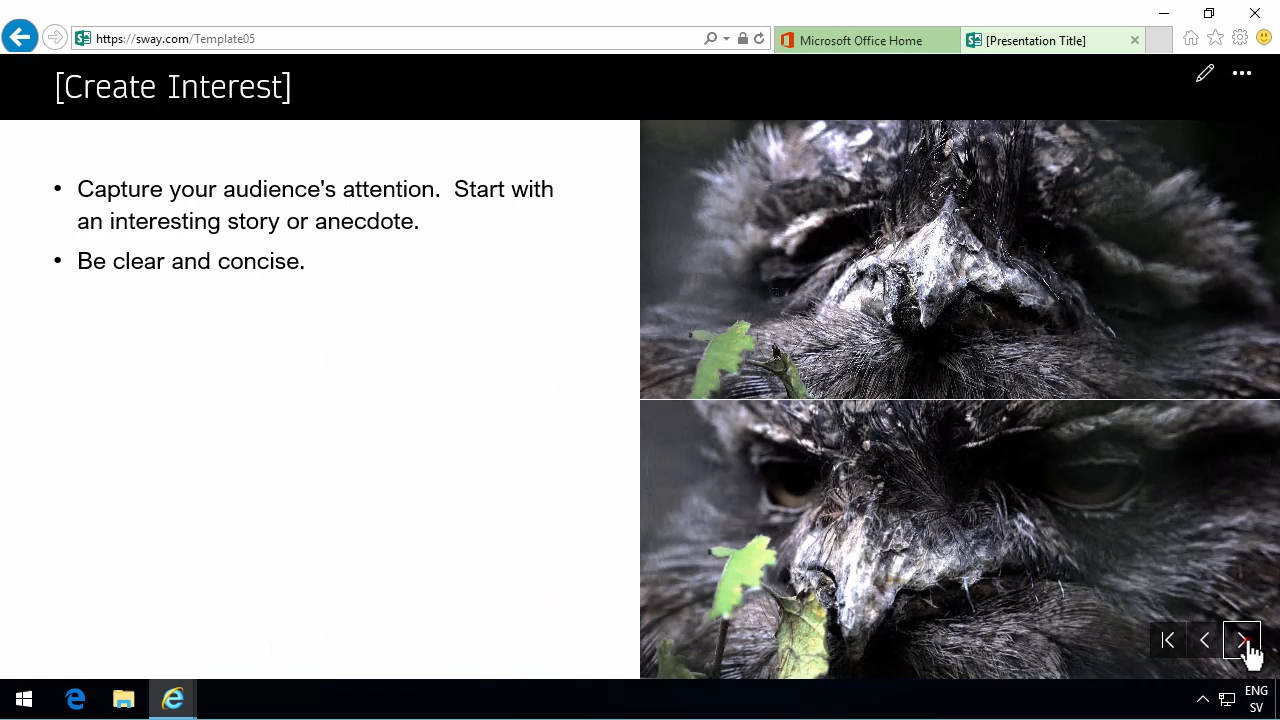 https://sway.com/Template05
Microsoft Office Home
[Presentation Title]
[Create Interest]
• Capture your audience's attention.  Start with
an interesting story or anecdote.
• Be clear and concise.
ENG
SV